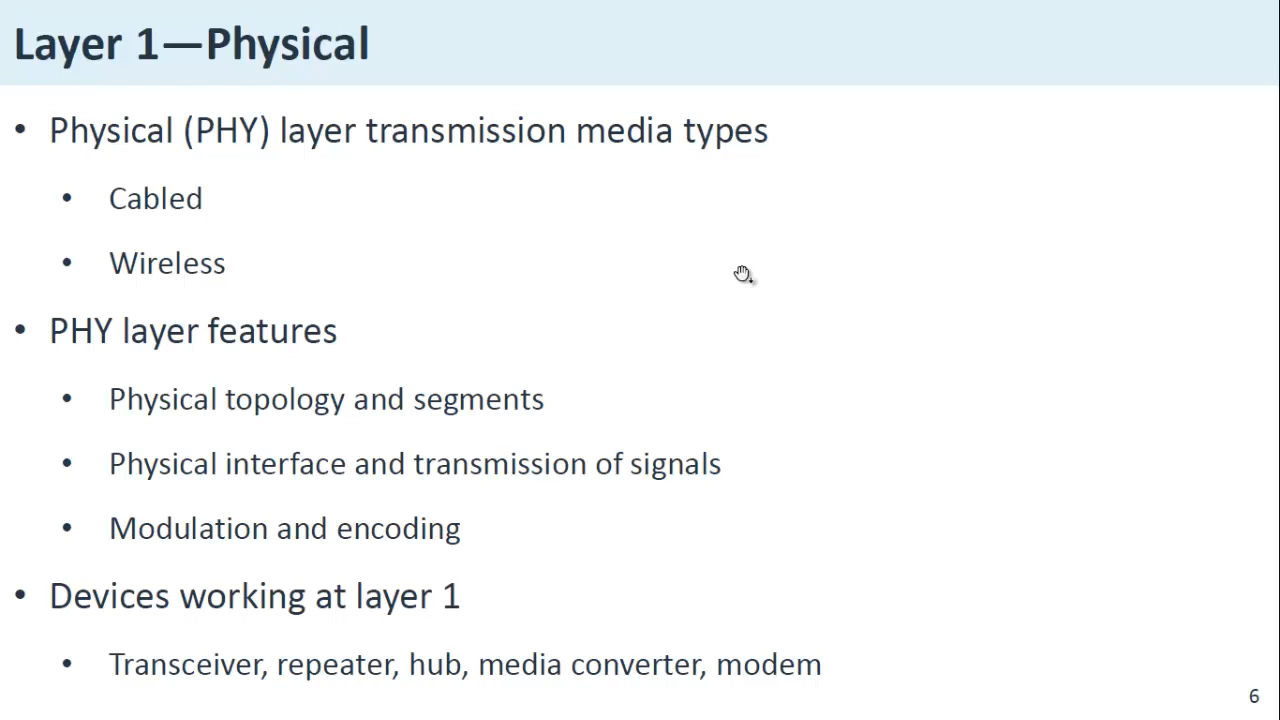 Layer 1—Physical
• Physical (PHY) layer transmission media types
• Cabled
• Wireless
• PHY layer features
• Physical topology and segments
• Physical interface and transmission of signals
• Modulation and encoding
• Devices working at layer 1
• Transceiver, repeater, hub, media converter, modem
6